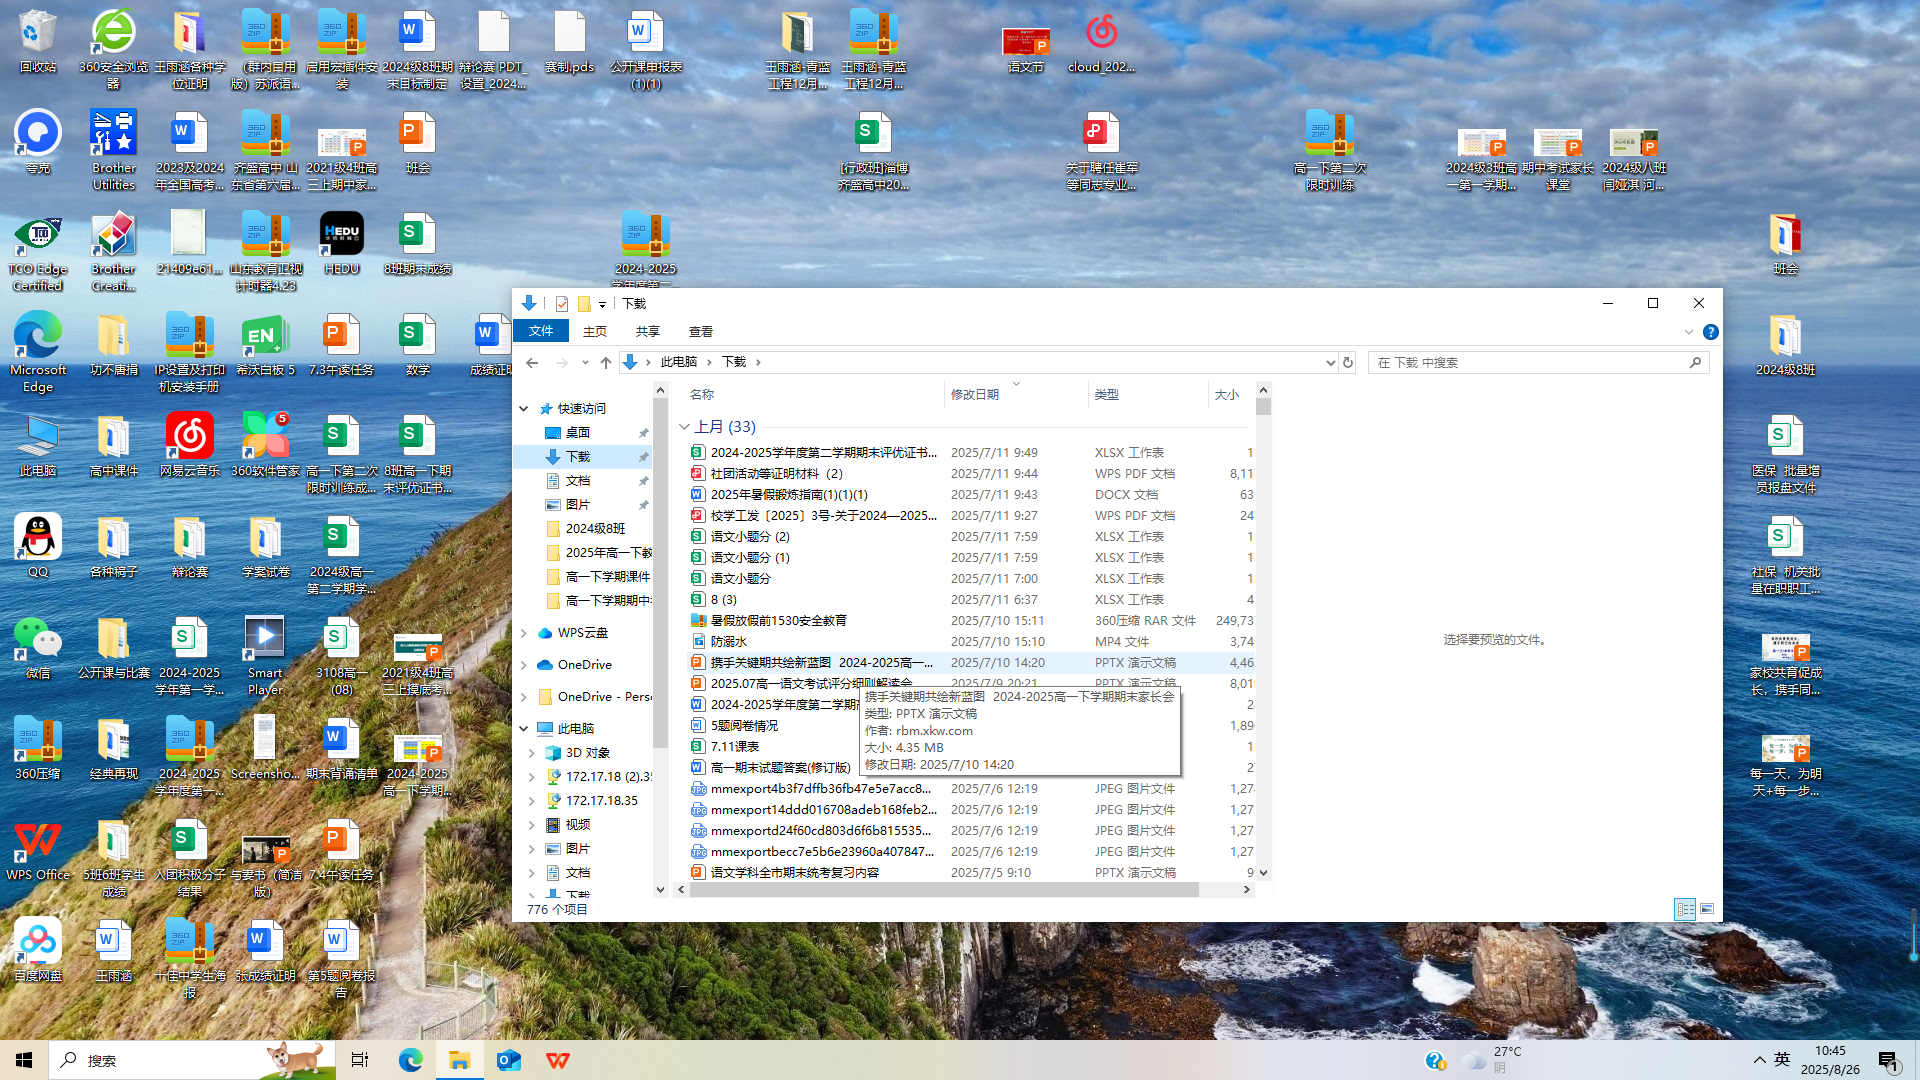 回收站
360安全浏览器
王雨涵各种学位证明
(群内自用版) 苏派语...
启用宏插件安装
2024级8班期末目标制定
辩论赛 PDT_设置_2024...
赛制.pds
公开课申报表(1)(1)
王雨涵-青蓝工程12月...
王雨涵-青蓝工程12月...
语文节
cloud_202...
夸克
Brother Utilities
2023及2024年全国高考...
齐盛高中 山东省第六届...
2021级4班高三上期中家...
班会
[行政班]淄博齐盛高中20...
关于聘任崔军等同志专业...
高一下第二次限时训练
2024级3班高一第一学期...
期中考试家长课堂
2024级八班 闫娅淇 河...
TCO Edge Certified
Brother Creati...
21409e61...
山东教育正视计时器4.23
HEDU
8班期末成绩
2024-2025学年度第二...
班会
Microsoft Edge
功不唐捐
IP设置及打印机安装手册
希沃白板 5
7.3午读任务
数学
成绩证明
2024级8班
此电脑
高中课件
网易云音乐
360软件管家
高一下第二次限时训练成...
8班高一下期末评优证书...
医保_批量增员报盘文件
QQ
各种稿子
辩论赛
学案试卷
2024级高一第二学期学...
社保_机关批量在职职工...
微信
公开课与比赛
2024-2025学年第一学...
Smart Player
3108高一(08)
2021级4班高三上摸底考...
家校共育促成长，携手同...
360压缩
经典再现
2024-2025学年度第一...
Screensho...
期末背诵清单
2024-2025高一下学期...
每一天，为明天+每一步...
WPS Office
5班6班学生成绩
入团积极分子结果
与妻书（简洁版）
7.4午读任务
百度网盘
王雨涵
十佳中学生海报
张成绩证明
第5题阅卷报告
下载
文件 主页 共享 查看
此电脑 下载
在 下载 中搜索
快速访问
桌面
下载
文档
图片
2024级8班
2025年高一下教
高一下学期课件
高一下学期期中
WPS云盘
OneDrive
OneDrive - Pers
此电脑
3D 对象
172.17.18 (2).3
172.17.18.35
视频
图片
文档
下载
名称 修改日期 类型 大小
上月 (33)
2024-2025学年度第二学期期末评优证书... 2025/7/11 9:49 XLSX 工作表 1
社团活动等证明材料（2） 2025/7/11 9:44 WPS PDF 文档 8,11
2025年暑假锻炼指南(1)(1)(1) 2025/7/11 9:43 DOCX 文档 63
校学工发〔2025〕3号-关于2024—2025... 2025/7/11 9:27 WPS PDF 文档 24
语文小题分 (2) 2025/7/11 7:59 XLSX 工作表 1
语文小题分 (1) 2025/7/11 7:59 XLSX 工作表 1
语文小题分 2025/7/11 7:00 XLSX 工作表 1
8 (3) 2025/7/11 6:37 XLSX 工作表 4
暑假放假前1530安全教育 2025/7/10 15:11 360压缩 RAR 文件 249,73
防溺水 2025/7/10 15:10 MP4 文件 3,74
携手关键期共绘新蓝图 2024-2025高一... 2025/7/10 14:20 PPTX 演示文稿 4,46
2025.07高一语文考试评分细则解读会 2025/7/9 20:21 PPTX 演示文稿 8,01
2024-2025学年度第二学期
5题阅卷情况 1,89
7.11课表 1
高一期末试题答案(修订版) 2
携手关键期共绘新蓝图 2024-2025高一下学期期末家长会
类型: PPTX 演示文稿
作者: rbm.xkw.com
大小: 4.35 MB
修改日期: 2025/7/10 14:20
mmexport4b3f7dffb36fb47e5e7acc8... 2025/7/6 12:19 JPEG 图片文件 1,27
mmexport14ddd016708adeb168feb2... 2025/7/6 12:19 JPEG 图片文件 1,27
mmexportd24f60cd803d6f6b815535... 2025/7/6 12:19 JPEG 图片文件 1,27
mmexportbecc7e5b6e23960a407847... 2025/7/6 12:19 JPEG 图片文件 1,27
语文学科全市期末统考复习内容 2025/7/5 9:10 PPTX 演示文稿 9
选择要预览的文件。
776 个项目
搜索
27°C
阴
英
10:45
2025/8/26
1